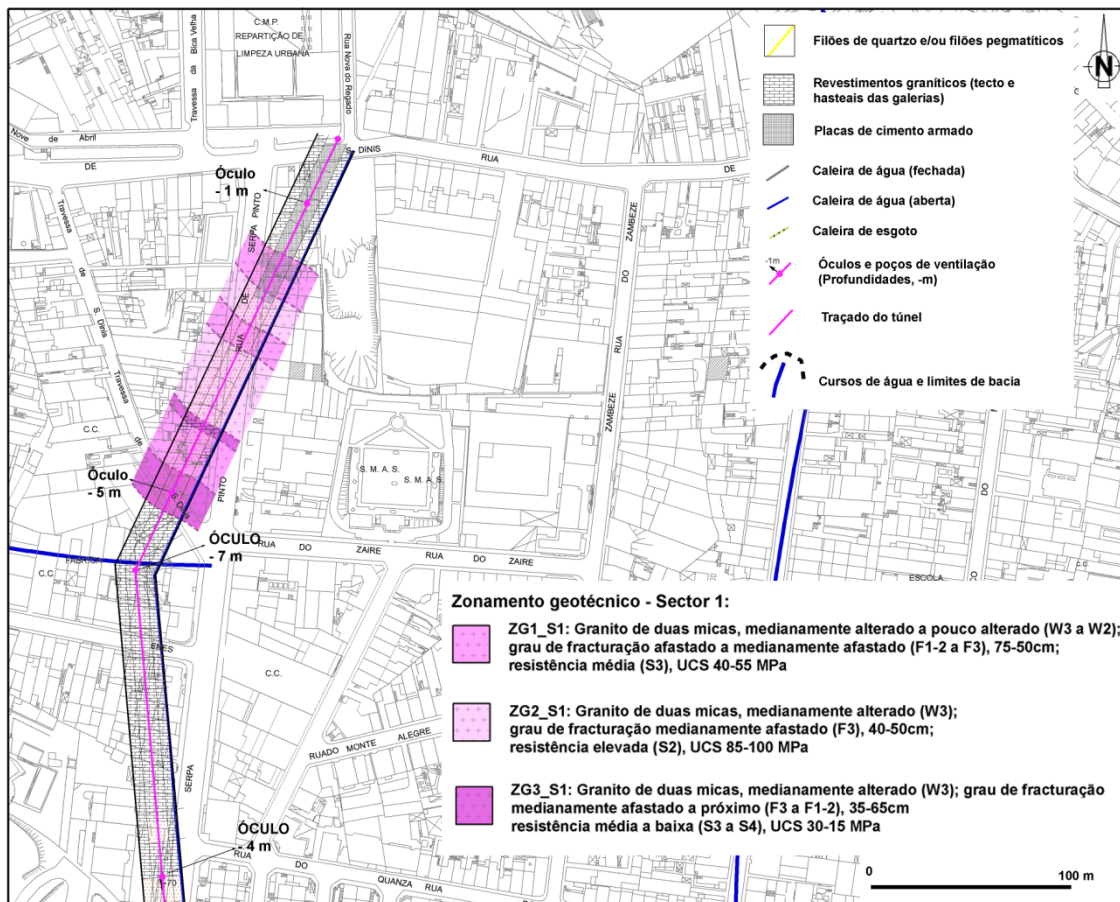 C.M.P.
REPARTIÇÃO DE
LIMPEZA URBANA
Travessa da Bica Velha
Rua Nova do Regado
Nove de Abril
DE
S. DINIS
RUA
DE
Óculo
- 1 m
RUA DE SERPA PINTO
Travessa de S. Dinis
Travessa de
S. Dinis
C.C.
Óculo
- 5 m
PINTO
S. M. A. S.
S. M. A. S.
RUA DO ZAMBEZE
ZAMBEZE
ÓCULO
- 7 m
RUA DO ZAIRE RUA DO ZAIRE
C.C.
ESCOLA
C.C.
DO
CO
C.C.
SERPA
RUADO MONTE ALEGRE
ÓCULO
- 4 m
RUA DO QUANZA RUA
1-70
N
Filões de quartzo e/ou filões pegmatíticos
Revestimentos graníticos (tecto e
hasteais das galerias)
Placas de cimento armado
Caleira de água (fechada)
Caleira de água (aberta)
Caleira de esgoto
-1m
Óculos e poços de ventilação
(Profundidades, -m)
Traçado do túnel
Cursos de água e limites de bacia
Zonamento geotécnico - Sector 1:
ZG1_S1: Granito de duas micas, medianamente alterado a pouco alterado (W3 a W2);
grau de fracturação afastado a medianamente afastado (F1-2 a F3), 75-50cm;
resistência média (S3), UCS 40-55 MPa
ZG2_S1: Granito de duas micas, medianamente alterado (W3);
grau de fracturação medianamente afastado (F3), 40-50cm;
resistência elevada (S2), UCS 85-100 MPa
ZG3_S1: Granito de duas micas, medianamente alterado (W3); grau de fracturação
medianamente afastado a próximo (F3 a F1-2), 35-65cm
resistência média a baixa (S3 a S4), UCS 30-15 MPa
0 100 m